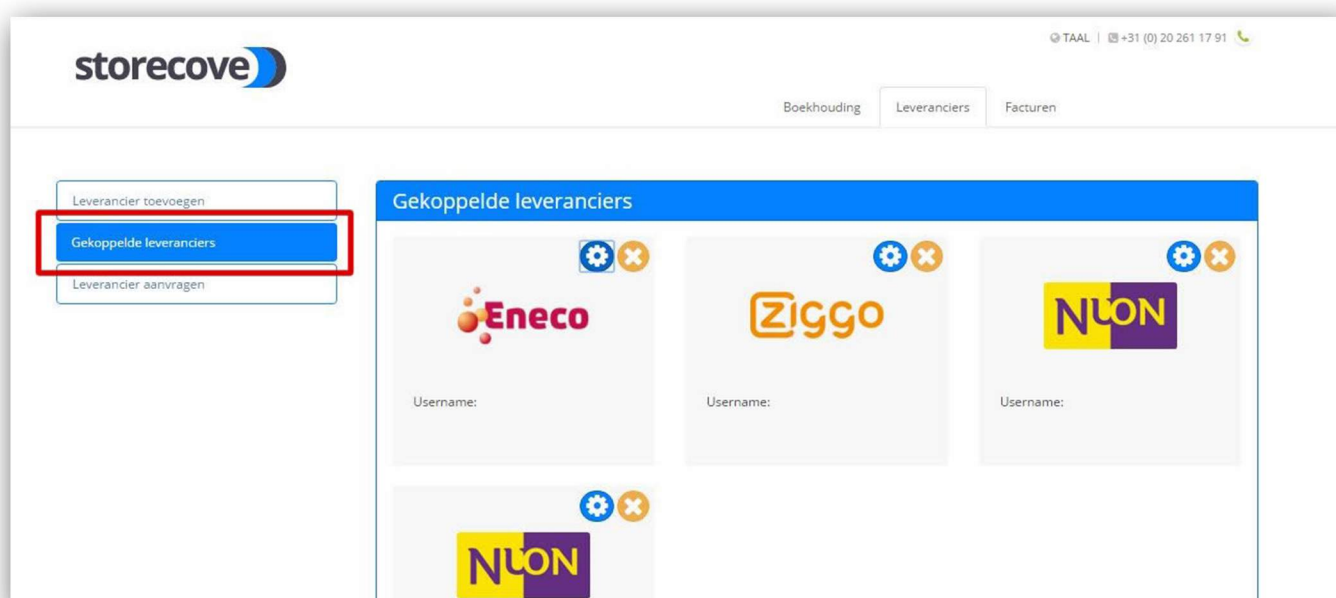 storecove
TAAL | +31 (0) 20 261 17 91
Boekhouding Leveranciers Facturen
Leverancier toevoegen
Gekoppelde leveranciers
Leverancier aanvragen
Gekoppelde leveranciers
Eneco
ziggo
NUON
Username:
Username:
Username:
NUON